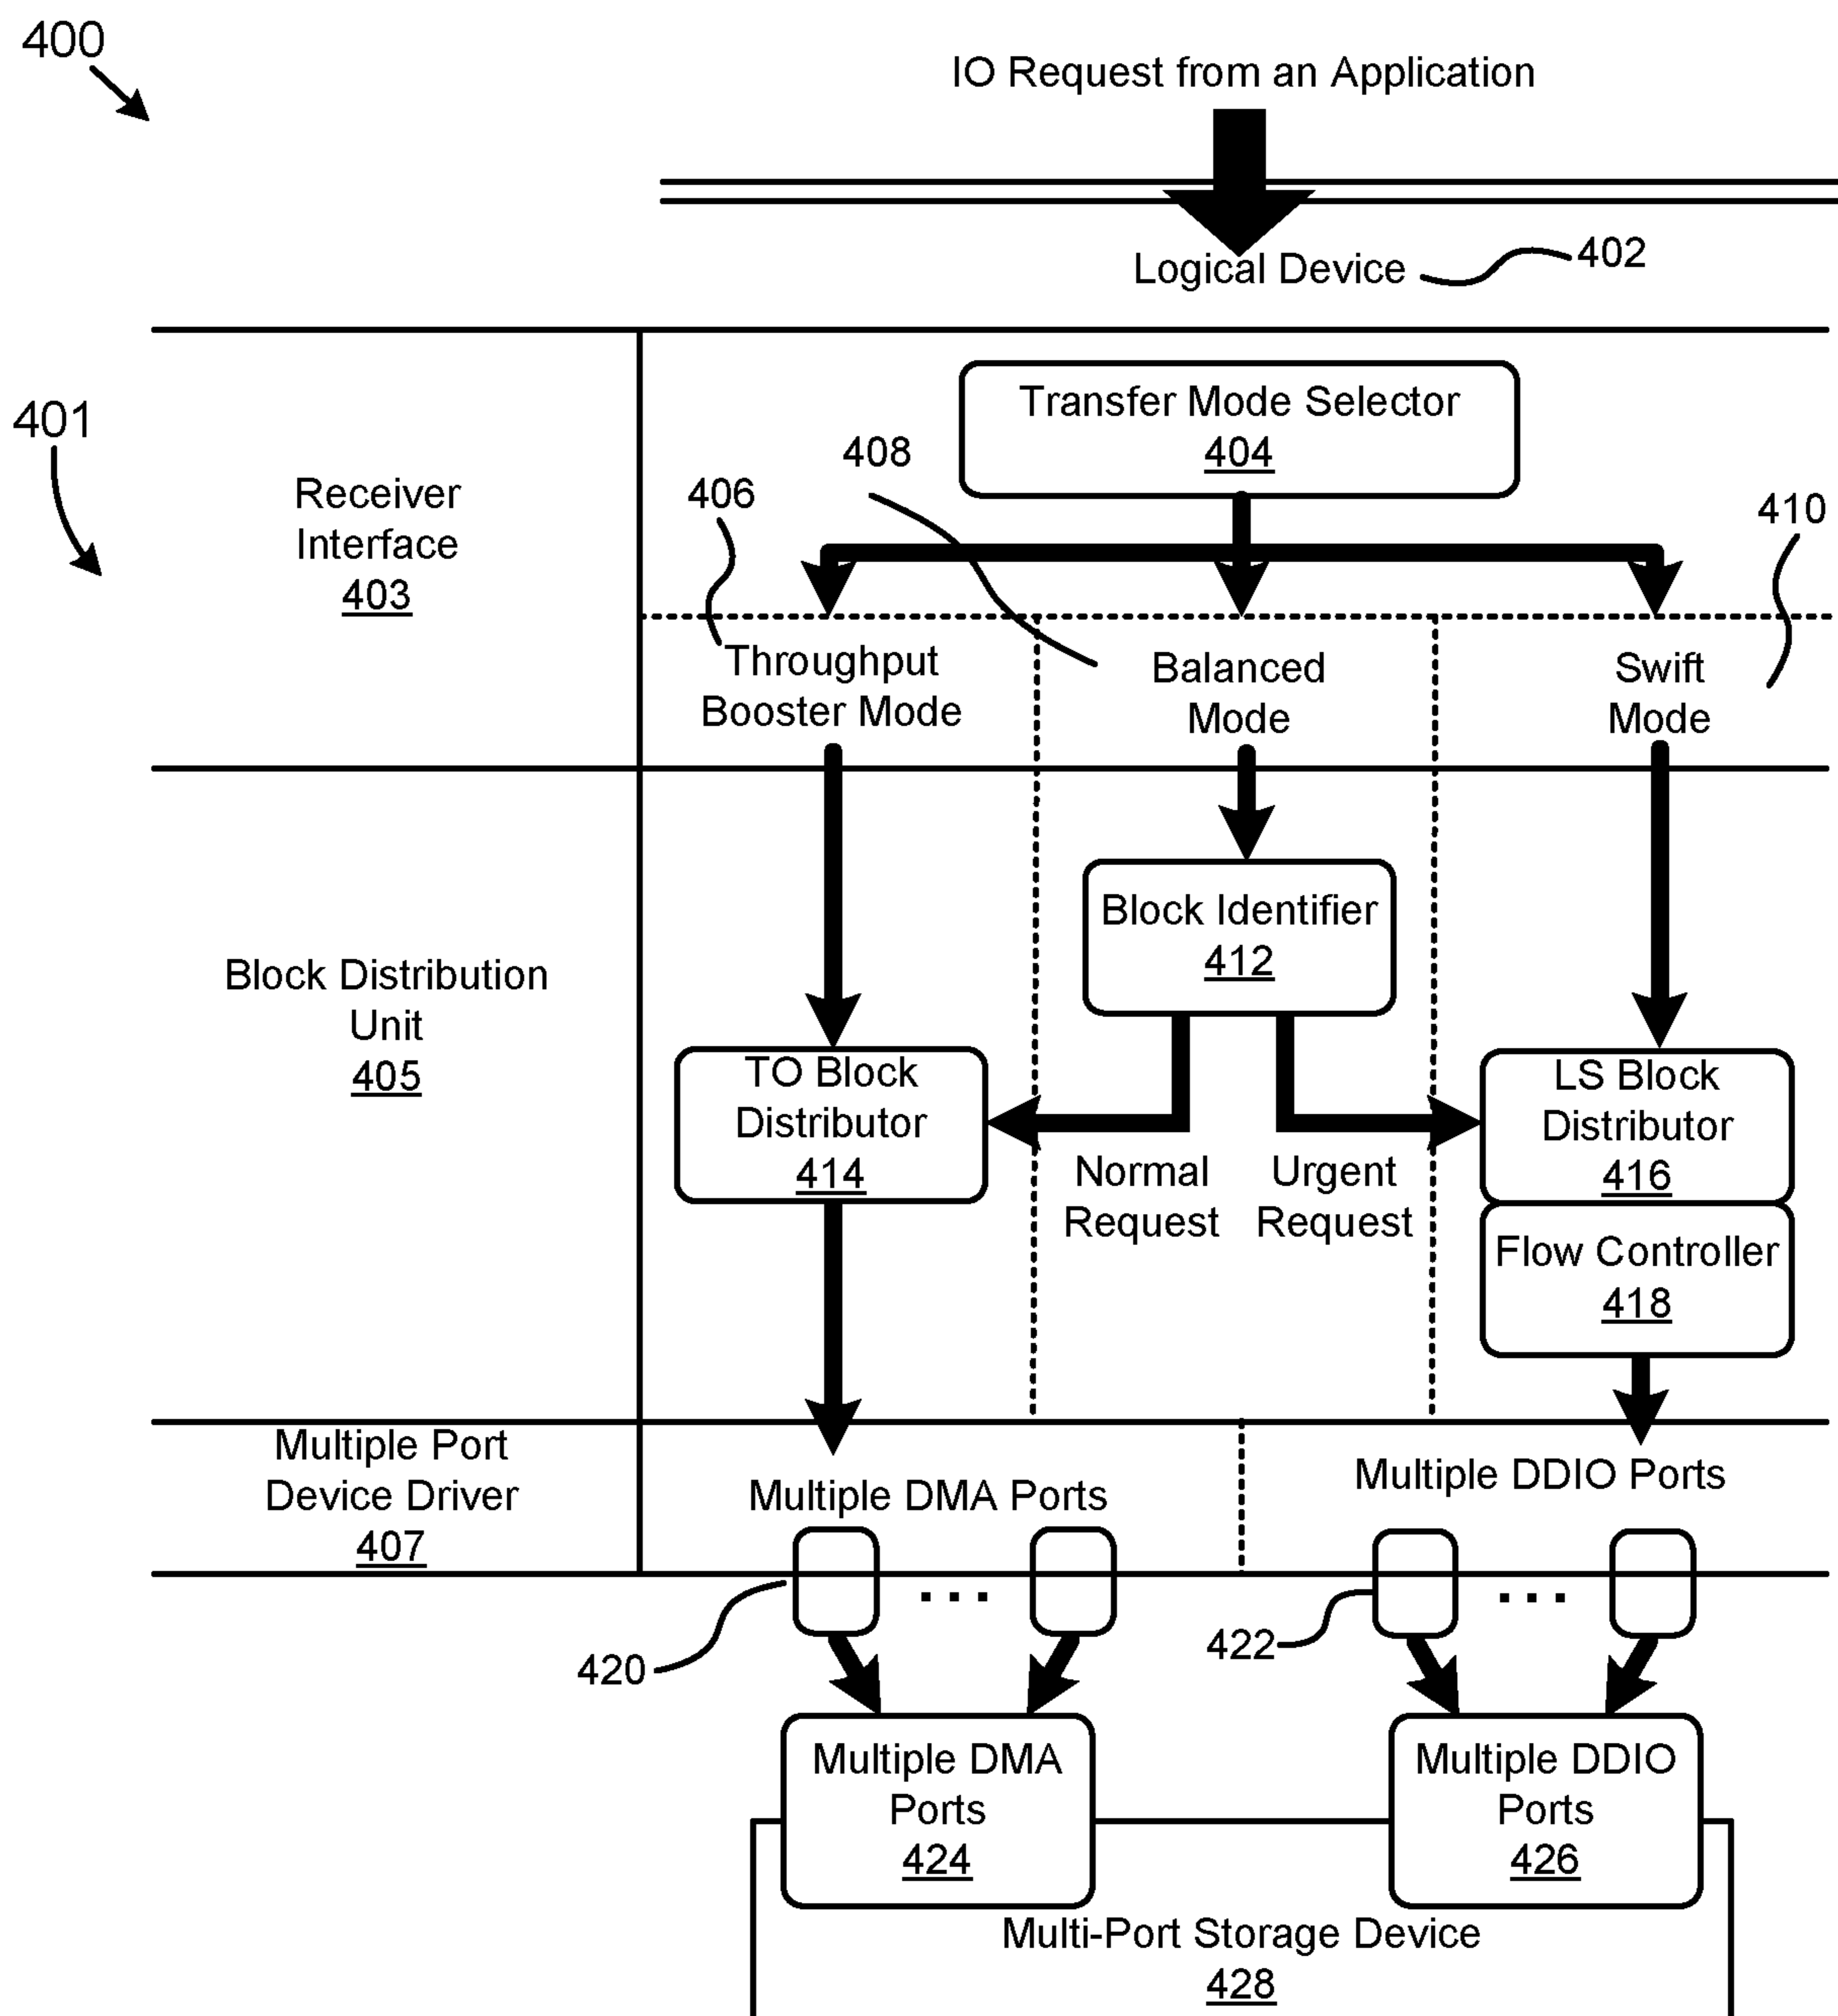 400
IO Request from an Application
Logical Device
402
401
Transfer Mode Selector
404
Receiver
Interface
403
406
408
410
Throughput
Booster Mode
Balanced
Mode
Swift
Mode
Block Distribution
Unit
405
Block Identifier
412
TO Block
Distributor
414
Normal
Request
Urgent
Request
LS Block
Distributor
416
Flow Controller
418
Multiple Port
Device Driver
407
Multiple DMA Ports
Multiple DDIO Ports
...
...
420
422
Multiple DMA
Ports
424
Multiple DDIO
Ports
426
Multi-Port Storage Device
428